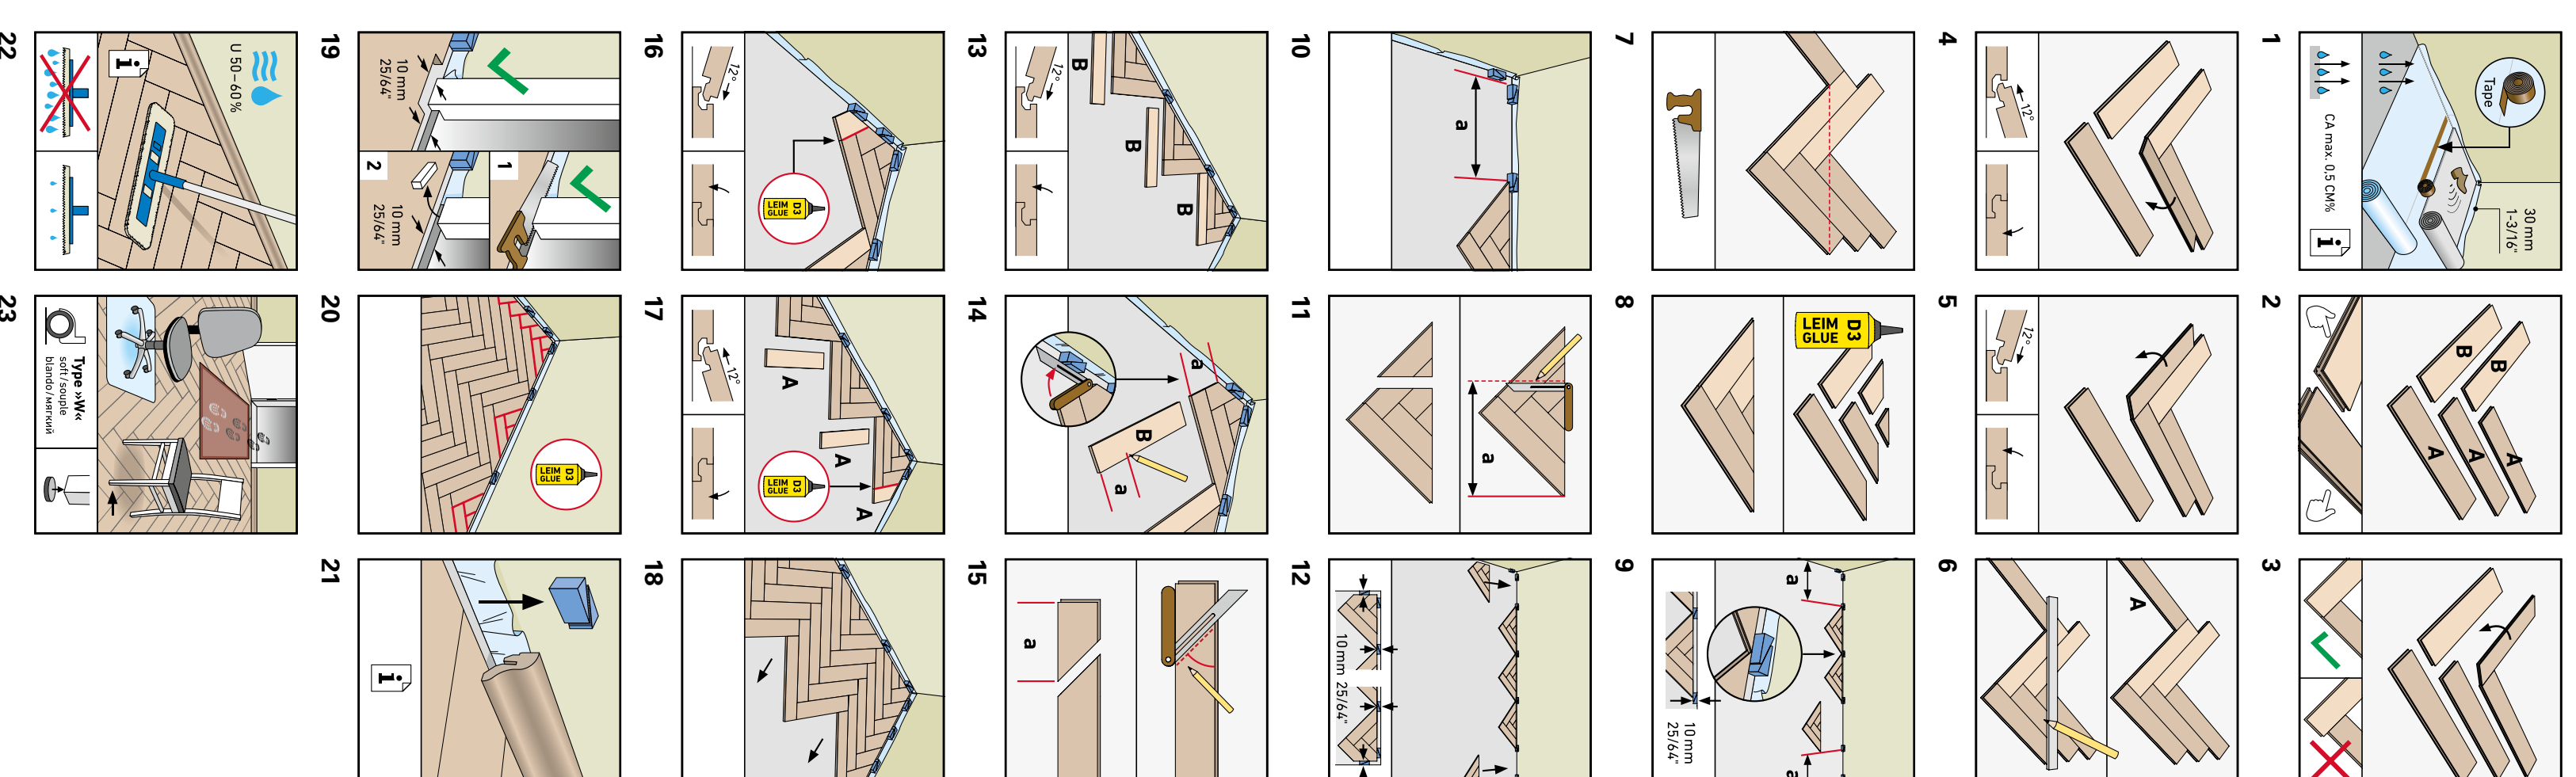 1
Tape
30 mm
1-3/16"
CA max. 0,5 CM%
i
2
B
B
A
A
A
3
4
12°
5
12°
6
A
7
8
LEIM
GLUE
D3
9
a
a
10 mm
25/64"
10
a
11
a
12
10 mm 25/64"
13
B
B
B
12°
14
a
B
a
15
a
16
12°
LEIM
GLUE
D3
17
A
A
A
12°
LEIM
GLUE
D3
18
19
10 mm
25/64"
1
2
10 mm
25/64"
20
LEIM
GLUE
D3
21
i
22
U 50–60%
i
23
Type »W«
soft/souple
blando/мягкий